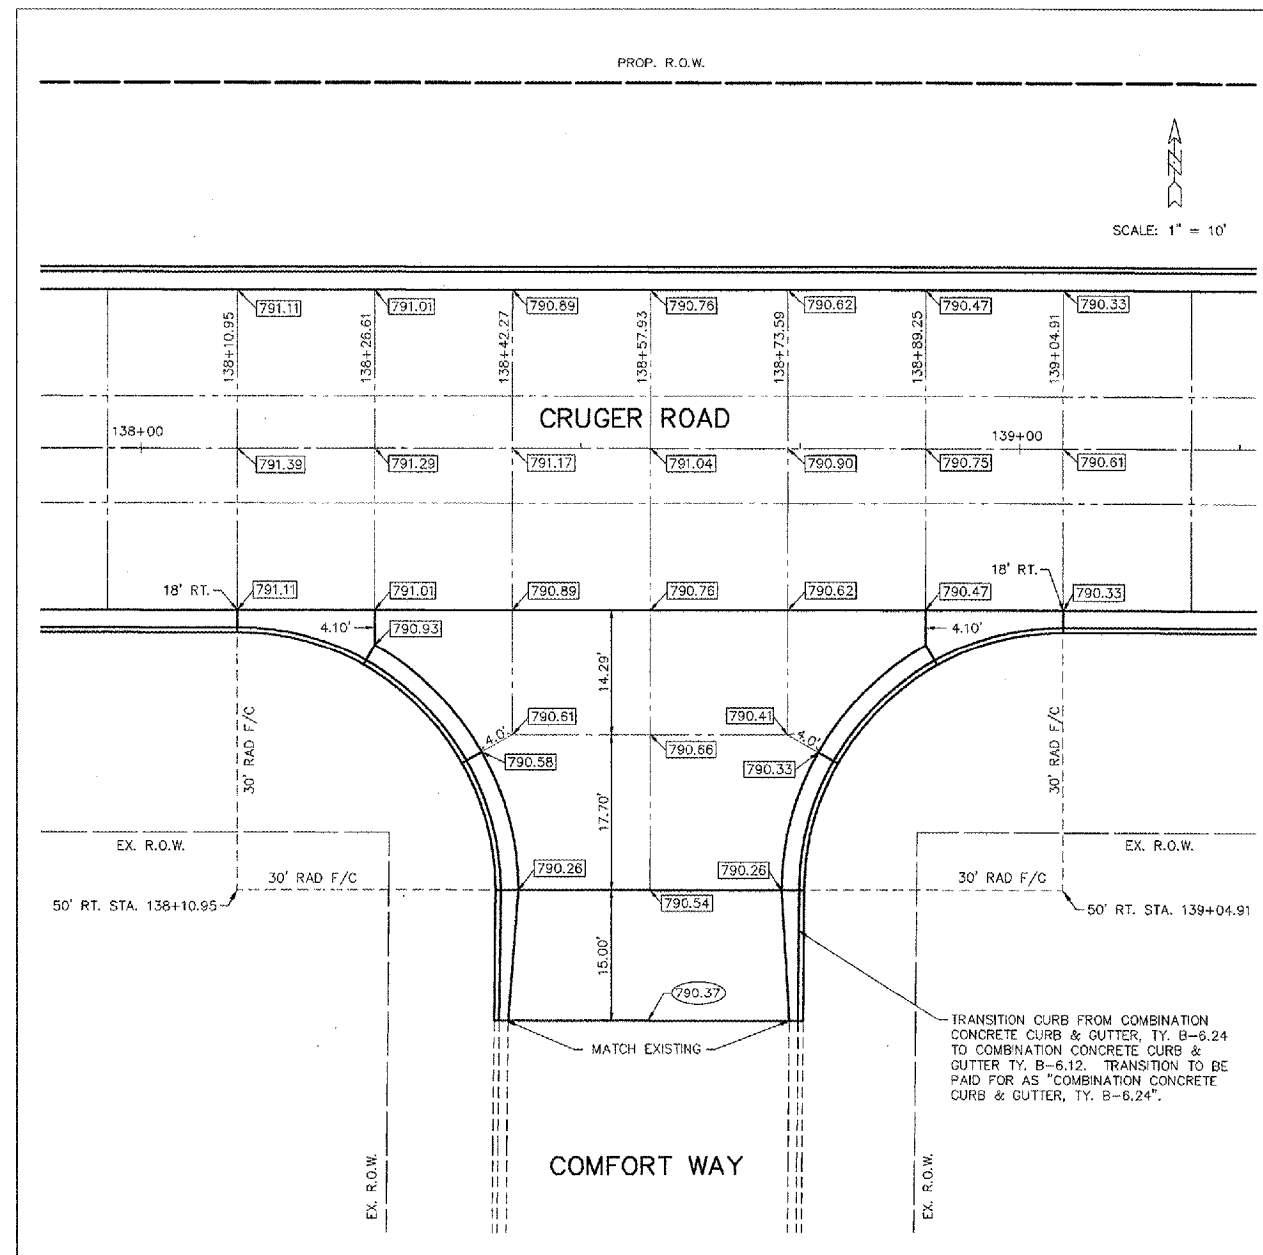 PROP. R.O.W.
N
SCALE: 1" = 10'
791.11
791.01
790.89
790.76
790.62
790.47
790.33
138+10.95
138+26.61
138+42.27
138+57.93
138+73.59
138+89.25
139+04.91
CRUGER ROAD
138+00
139+00
791.39
791.29
791.17
791.04
790.90
790.75
790.61
18' RT.
791.11
791.01
790.89
790.76
790.62
790.47
18' RT.
790.33
4.10'
790.93
4.10'
14.29'
790.61
790.41
4.0'
4.0'
790.66
790.58
790.33
30' RAD F/C
30' RAD F/C
17.70'
EX. R.O.W.
EX. R.O.W.
30' RAD F/C
790.26
790.26
30' RAD F/C
50' RT. STA. 138+10.95
790.54
50' RT. STA. 139+04.91
15.00'
790.37
MATCH EXISTING
TRANSITION CURB FROM COMBINATION
CONCRETE CURB & GUTTER, TY. B-6.24
TO COMBINATION CONCRETE CURB &
GUTTER TY. B-6.12. TRANSITION TO BE
PAID FOR AS "COMBINATION CONCRETE
CURB & GUTTER, TY. B-6.24".
COMFORT WAY
EX. R.O.W.
EX. R.O.W.